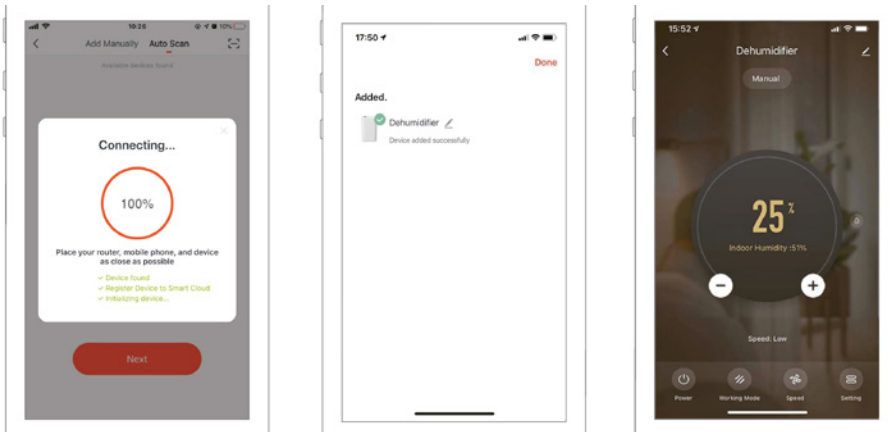 10:26
10%
Add Manually Auto Scan
Available devices found
Connecting...
100%
Place your router, mobile phone, and device
as close as possible
✓ Device found
✓ Register Device to Smart Cloud
✓ Initializing device...
Next
17:50
Done
Added.
Dehumidifier
Device added successfully
15:52
Dehumidifier
Manual
25%
Indoor Humidity :51%
Speed: Low
Power Working Mode Speed Setting